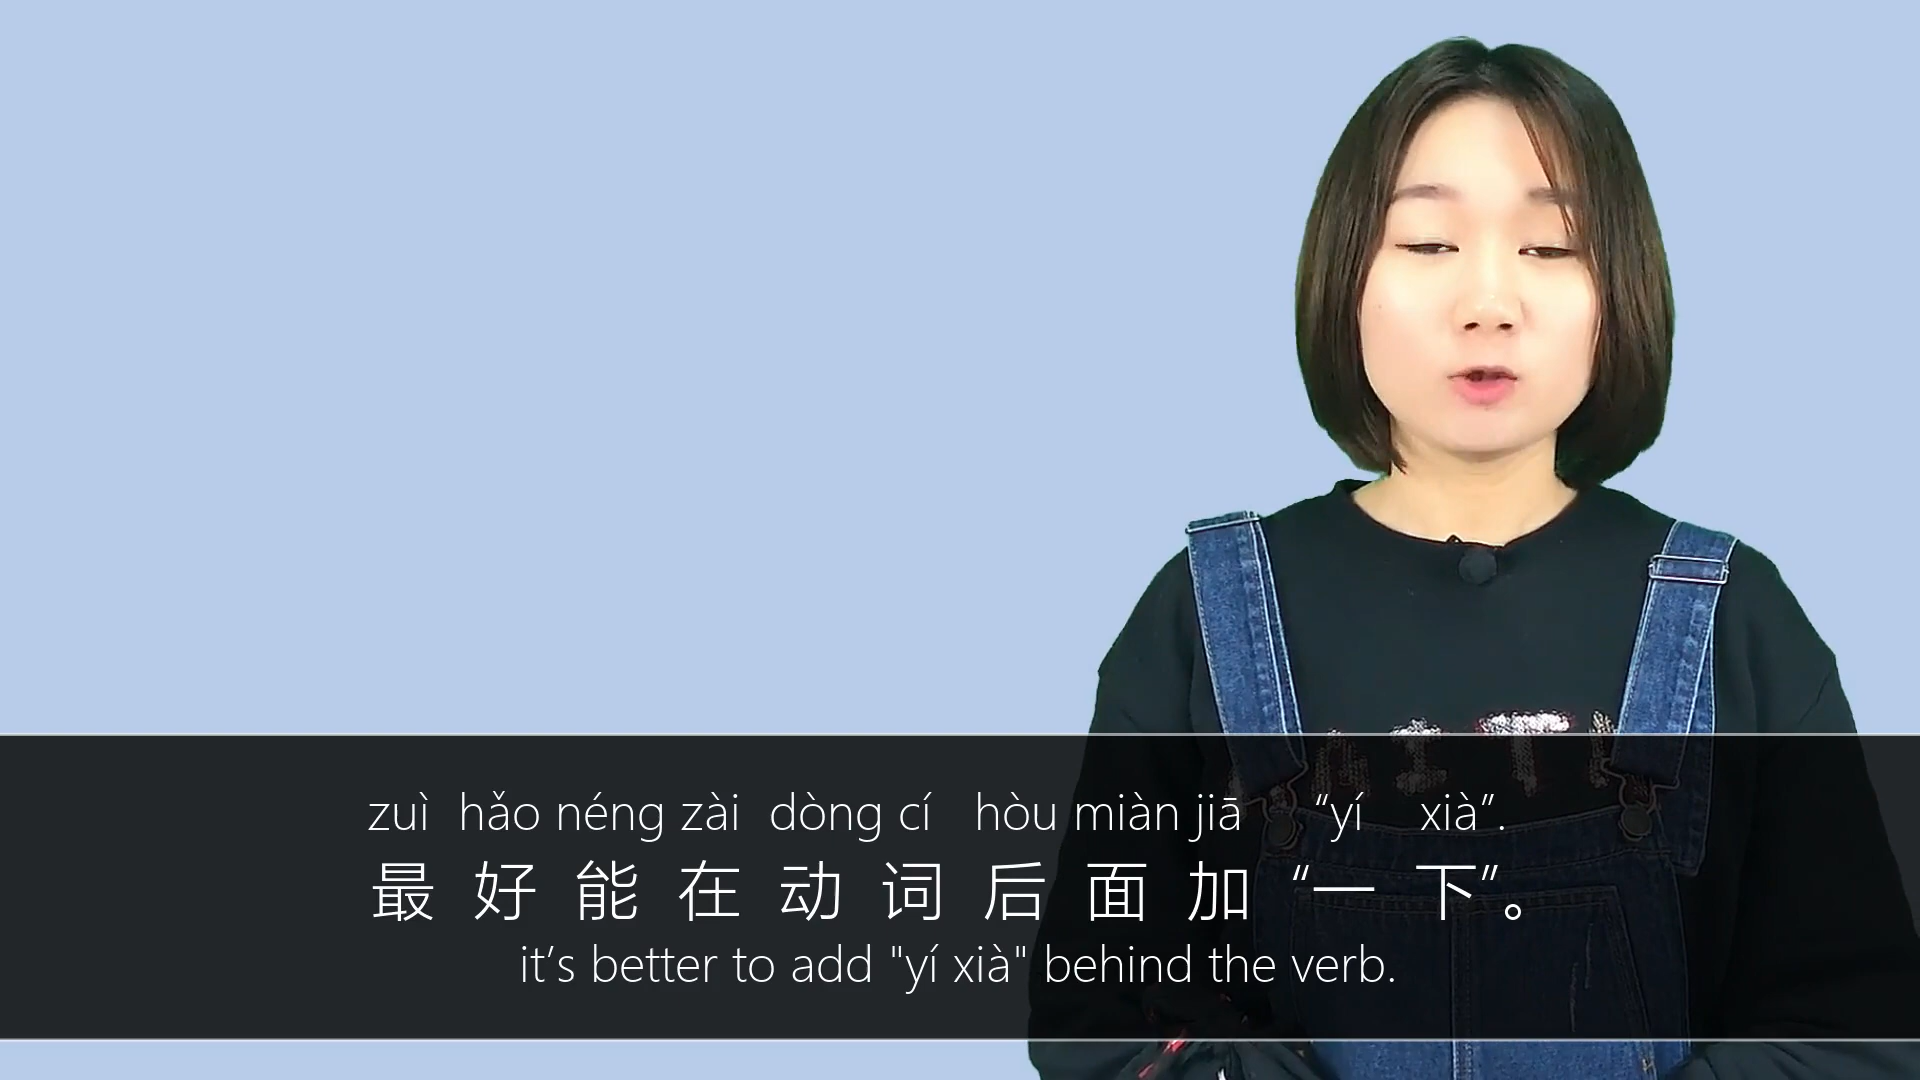 zuì hǎo néng zài dòng cí hòu miàn jiā “yí xià”.
最好能在动词后面加“一下”。
it’s better to add "yí xià" behind the verb.